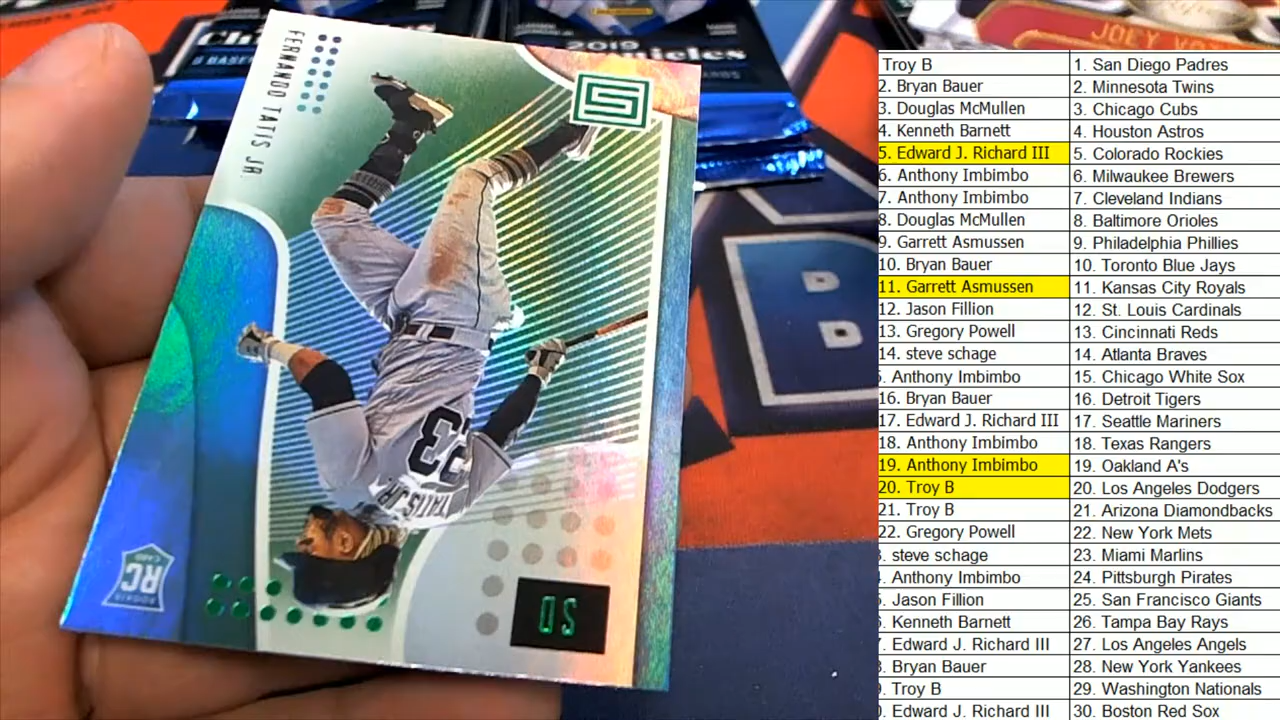 2019
FERNANDO TATIS JR.
TATIS JR.
23
SD
ROOKIE
RC
CARD
B
JOEY
Troy B 1. San Diego Padres
2. Bryan Bauer 2. Minnesota Twins
3. Douglas McMullen 3. Chicago Cubs
4. Kenneth Barnett 4. Houston Astros
5. Edward J. Richard III 5. Colorado Rockies
6. Anthony Imbimbo 6. Milwaukee Brewers
7. Anthony Imbimbo 7. Cleveland Indians
8. Douglas McMullen 8. Baltimore Orioles
9. Garrett Asmussen 9. Philadelphia Phillies
10. Bryan Bauer 10. Toronto Blue Jays
11. Garrett Asmussen 11. Kansas City Royals
12. Jason Fillion 12. St. Louis Cardinals
13. Gregory Powell 13. Cincinnati Reds
14. steve schage 14. Atlanta Braves
. Anthony Imbimbo 15. Chicago White Sox
16. Bryan Bauer 16. Detroit Tigers
17. Edward J. Richard III 17. Seattle Mariners
18. Anthony Imbimbo 18. Texas Rangers
19. Anthony Imbimbo 19. Oakland A's
20. Troy B 20. Los Angeles Dodgers
21. Troy B 21. Arizona Diamondbacks
22. Gregory Powell 22. New York Mets
. steve schage 23. Miami Marlins
. Anthony Imbimbo 24. Pittsburgh Pirates
. Jason Fillion 25. San Francisco Giants
. Kenneth Barnett 26. Tampa Bay Rays
. Edward J. Richard III 27. Los Angeles Angels
. Bryan Bauer 28. New York Yankees
. Troy B 29. Washington Nationals
. Edward J. Richard III 30. Boston Red Sox